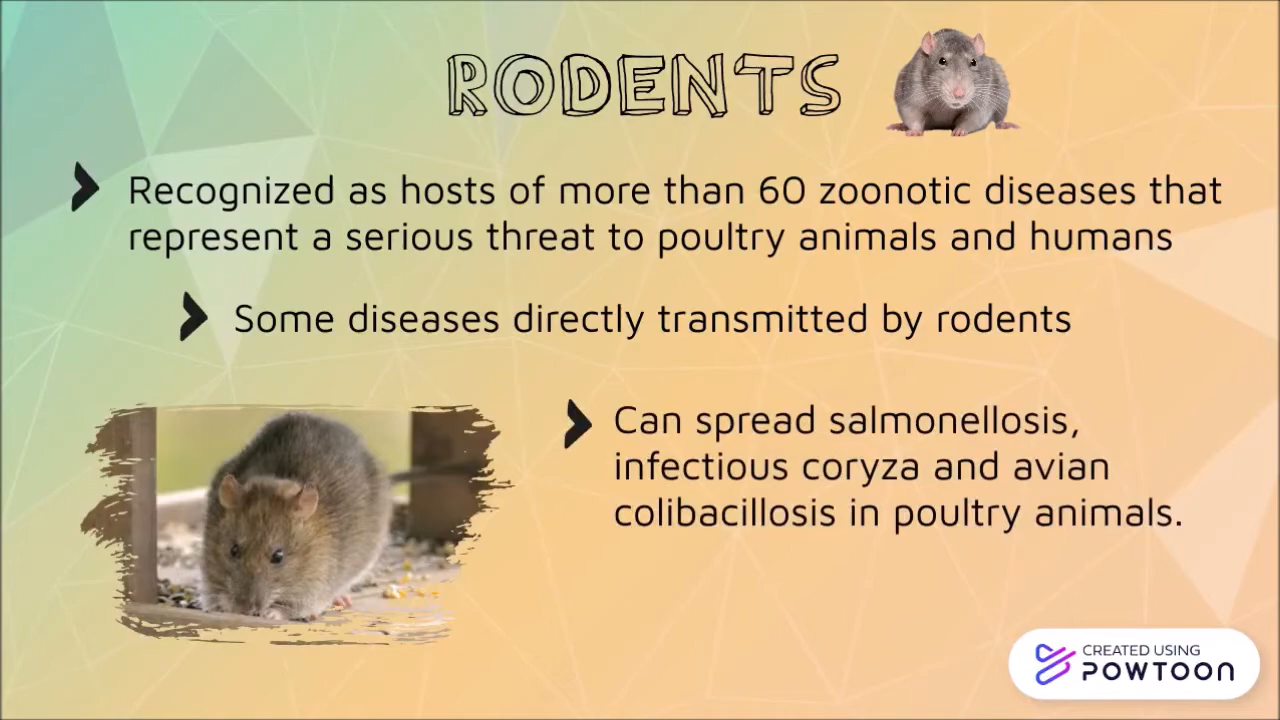 RODENTS
Recognized as hosts of more than 60 zoonotic diseases that
represent a serious threat to poultry animals and humans
Some diseases directly transmitted by rodents
Can spread salmonellosis,
infectious coryza and avian
colibacillosis in poultry animals.
CREATED USING
POWTOON